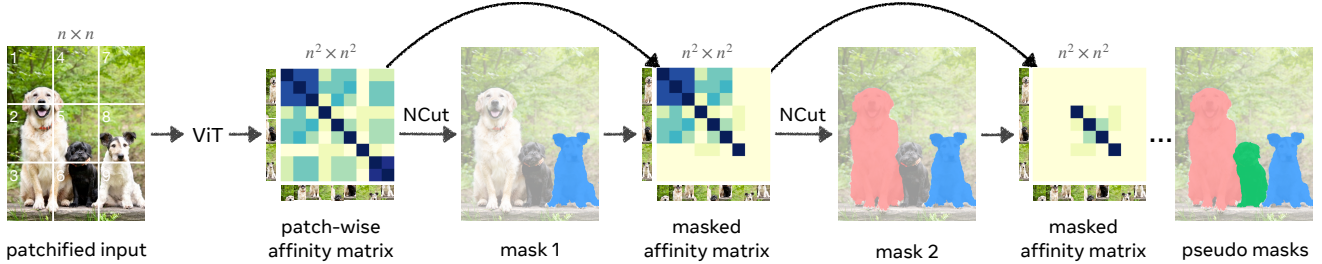 n × n
1 4 7
2 5 8
3 6 9
patchified input
ViT
n² × n²
patch-wise
affinity matrix
NCut
mask 1
n² × n²
masked
affinity matrix
NCut
mask 2
n² × n²
masked
affinity matrix
...
pseudo masks